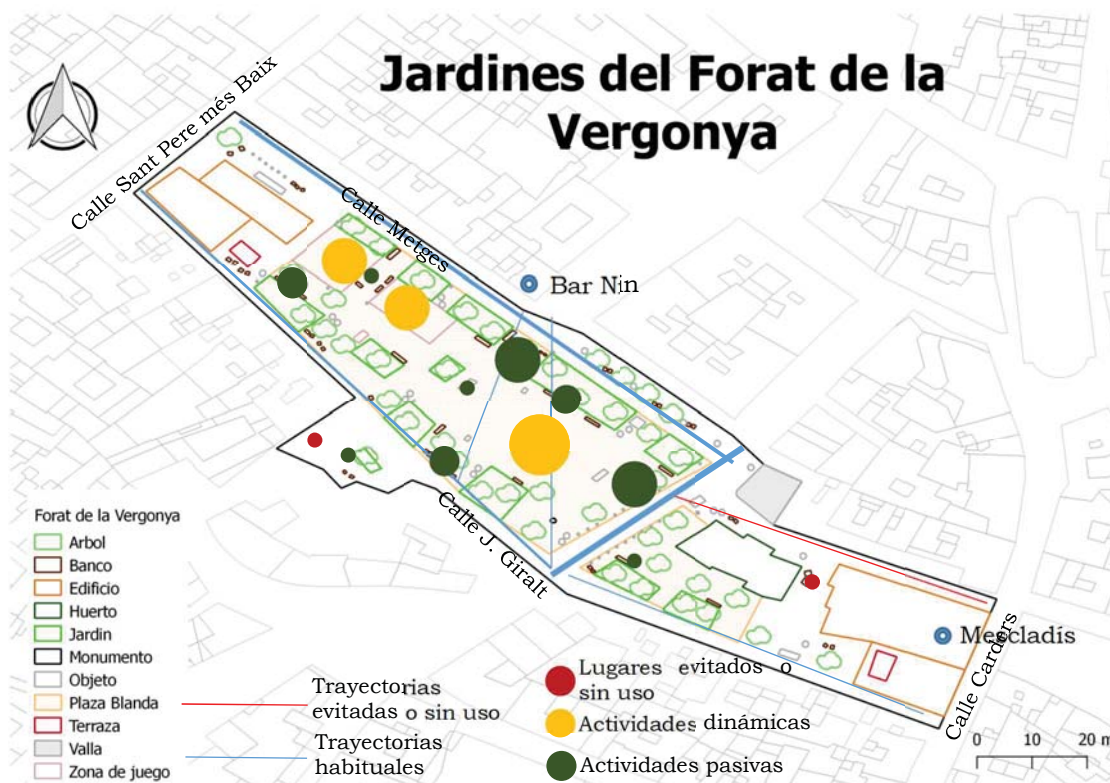 Jardines del Forat de la
Vergonya
Calle Sant Pere més Baix
Calle Metges
Bar Nin
Calle J. Giralt
Mescladís
Calle Carders
Forat de la Vergonya
Arbol
Banco
Edificio
Huerto
Jardin
Monumento
Objeto
Plaza Blanda
Terraza
Valla
Zona de juego
Trayectorias
evitadas o sin uso
Trayectorias
habituales
Lugares evitados o
sin uso
Actividades dinámicas
Actividades pasivas
0 10 20 m